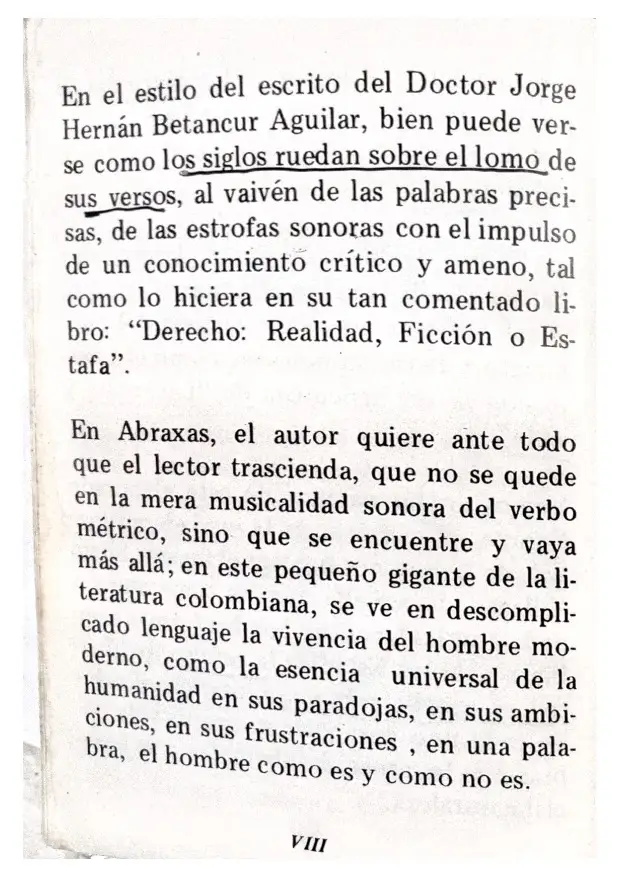 En el estilo del escrito del Doctor Jorge
Hernán Betancur Aguilar, bien puede ver-
se como los siglos ruedan sobre el lomo de
sus versos, al vaivén de las palabras preci-
sas, de las estrofas sonoras con el impulso
de un conocimiento crítico y ameno, tal
como lo hiciera en su tan comentado li-
bro: “Derecho: Realidad, Ficción o Es-
tafa”.
En Abraxas, el autor quiere ante todo
que el lector trascienda, que no se quede
en la mera musicalidad sonora del verbo
métrico, sino que se encuentre y vaya
más allá; en este pequeño gigante de la li-
teratura colombiana, se ve en descompli-
cado lenguaje la vivencia del hombre mo-
derno, como la esencia universal de la
humanidad en sus paradojas, en sus ambi-
ciones, en sus frustraciones , en una pala-
bra, el hombre como es y como no es.
VIII